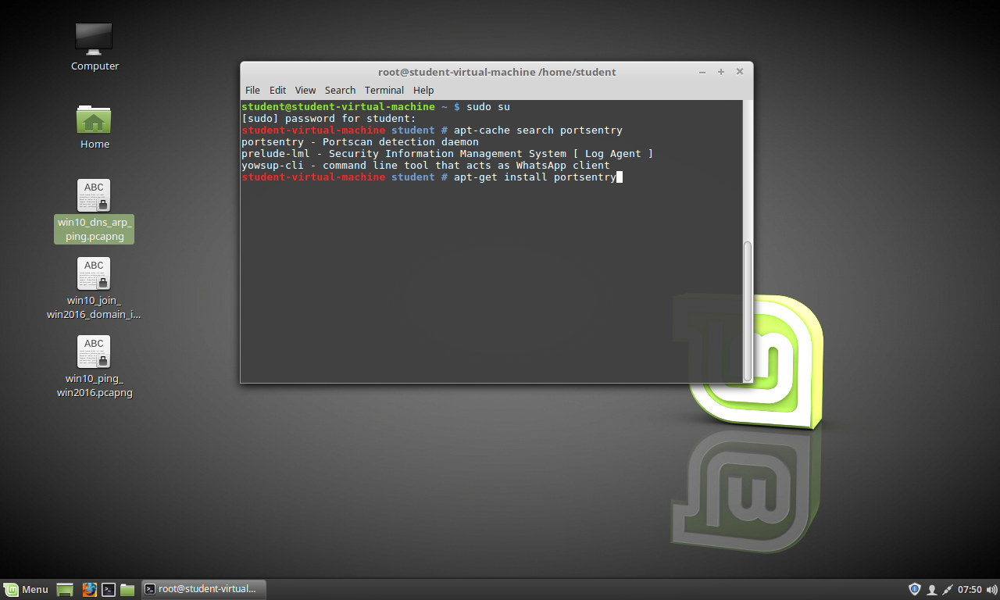 Computer
Home
ABC
win10_dns_arp_
ping.pcapng
ABC
win10_join_
win2016_domain_i...
ABC
win10_ping_
win2016.pcapng
root@student-virtual-machine /home/student
File Edit View Search Terminal Help
student@student-virtual-machine ~ $ sudo su
[sudo] password for student:
student-virtual-machine student # apt-cache search portsentry
portsentry - Portscan detection daemon
prelude-lml - Security Information Management System [ Log Agent ]
yowsup-cli - command line tool that acts as WhatsApp client
student-virtual-machine student # apt-get install portsentry
Menu
root@student-virtual...
07:50